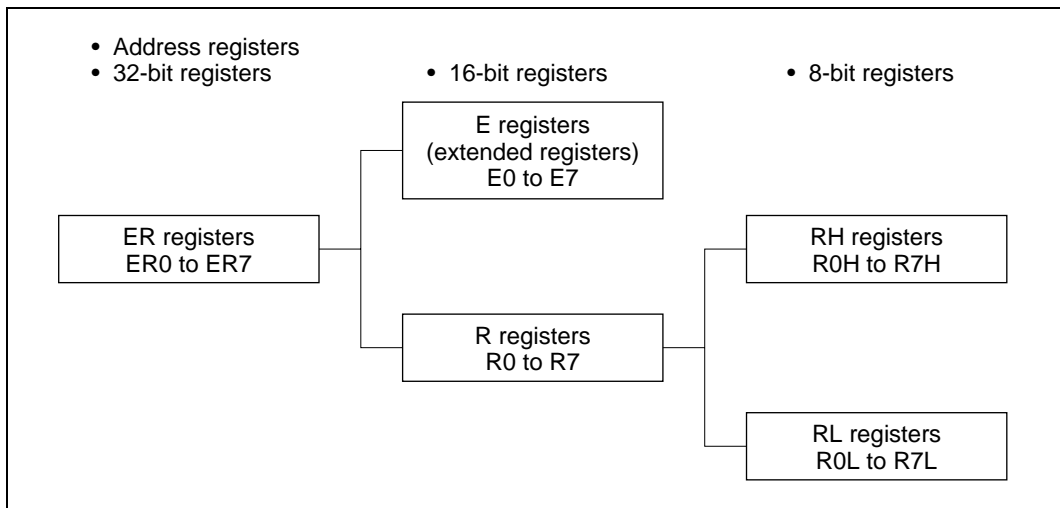 • Address registers
• 32-bit registers
• 16-bit registers
• 8-bit registers
E registers
(extended registers)
E0 to E7
ER registers
ER0 to ER7
RH registers
R0H to R7H
R registers
R0 to R7
RL registers
R0L to R7L